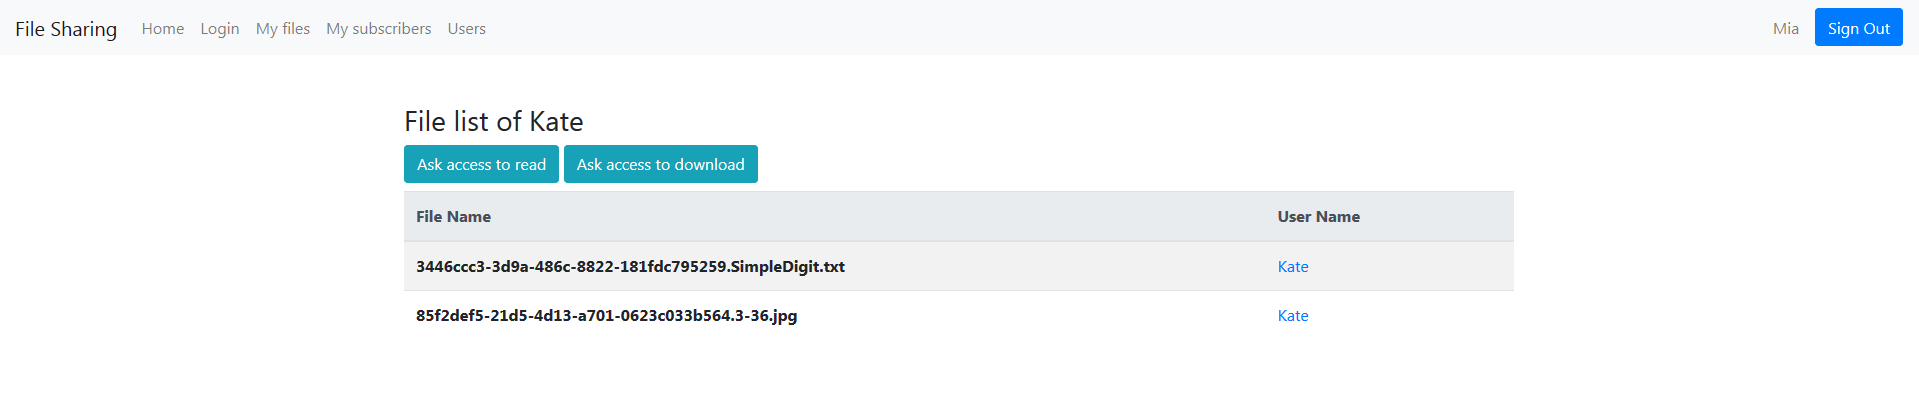 File Sharing Home Login My files My subscribers Users Mia Sign Out
File list of Kate
Ask access to read Ask access to download
File Name User Name
3446ccc3-3d9a-486c-8822-181fdc795259.SimpleDigit.txt Kate
85f2def5-21d5-4d13-a701-0623c033b564.3-36.jpg Kate